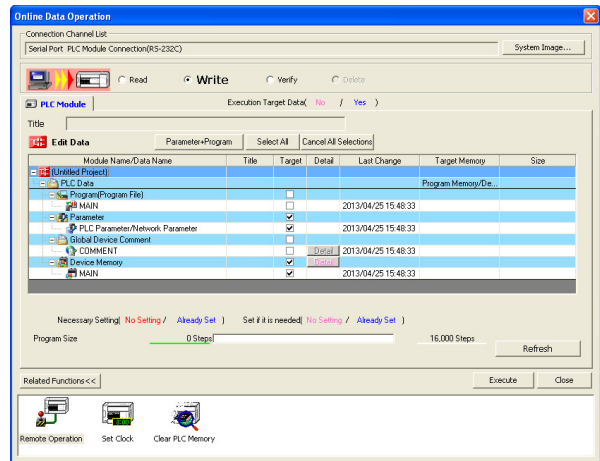 Online Data Operation
Connection Channel List
Serial Port PLC Module Connection(RS-232C)
System Image...
Read Write Verify Delete
PLC Module
Execution Target Data( No / Yes )
Title
Edit Data
Parameter+Program Select All Cancel All Selections
Module Name/Data Name Title Target Detail Last Change Target Memory Size
(Untitled Project)
PLC Data Program Memory/De...
Program(Program File)
MAIN 2013/04/25 15:48:33
Parameter
PLC Parameter/Network Parameter 2013/04/25 15:48:33
Global Device Comment
COMMENT Detail 2013/04/25 15:48:33
Device Memory Detail
MAIN 2013/04/25 15:48:33
Necessary Setting( No Setting / Already Set ) Set if it is needed( No Setting / Already Set )
Program Size 0 Steps 16,000 Steps
Refresh
Related Functions<< Execute Close
Remote Operation Set Clock Clear PLC Memory